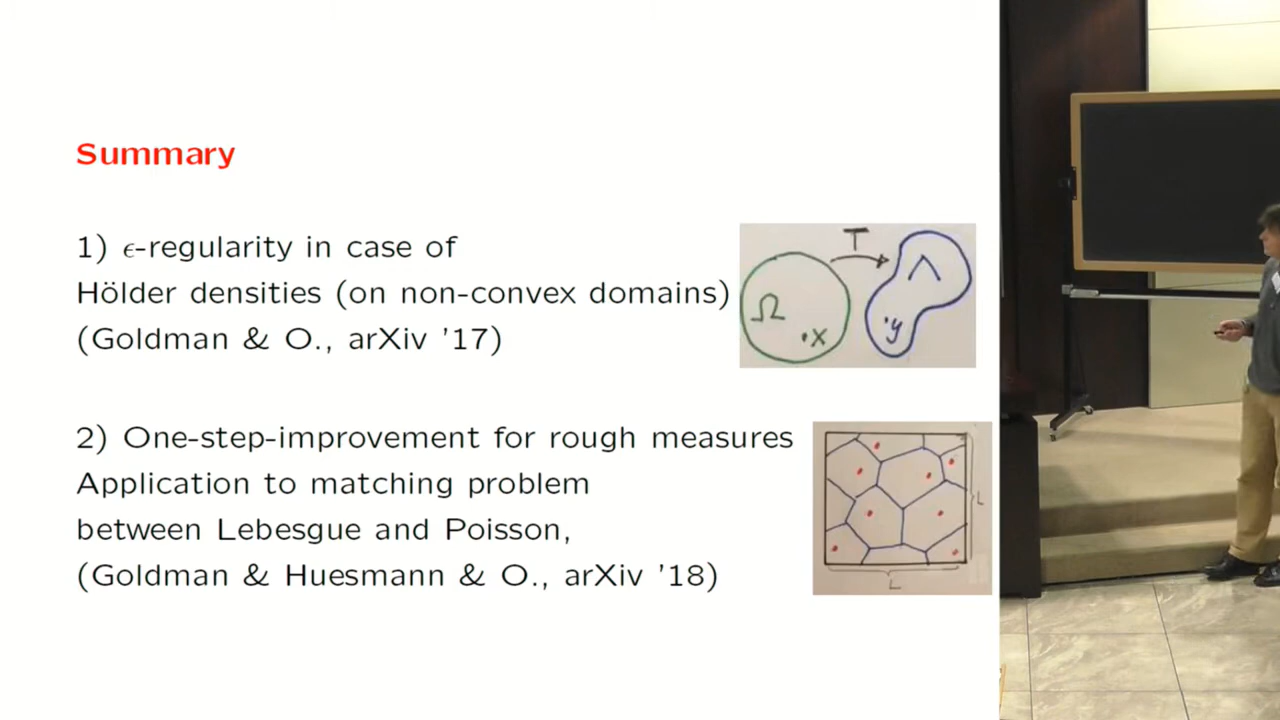 Summary
1) ϵ-regularity in case of
Hölder densities (on non-convex domains)
(Goldman & O., arXiv '17)
T
Ω
Λ
.x
.y
2) One-step-improvement for rough measures
Application to matching problem
between Lebesgue and Poisson,
(Goldman & Huesmann & O., arXiv '18)
L
L